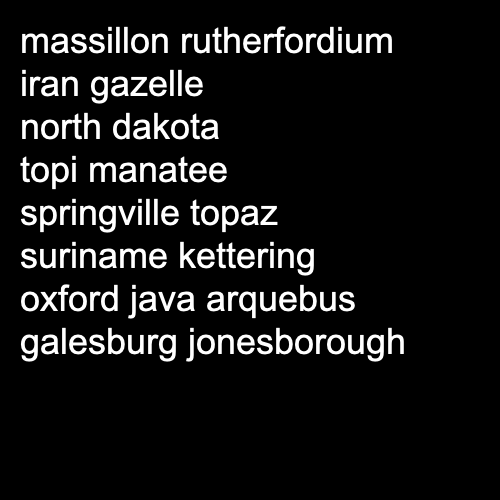 massillon rutherfordium
iran gazelle
north dakota
topi manatee
springville topaz
suriname kettering
oxford java arquebus
galesburg jonesborough